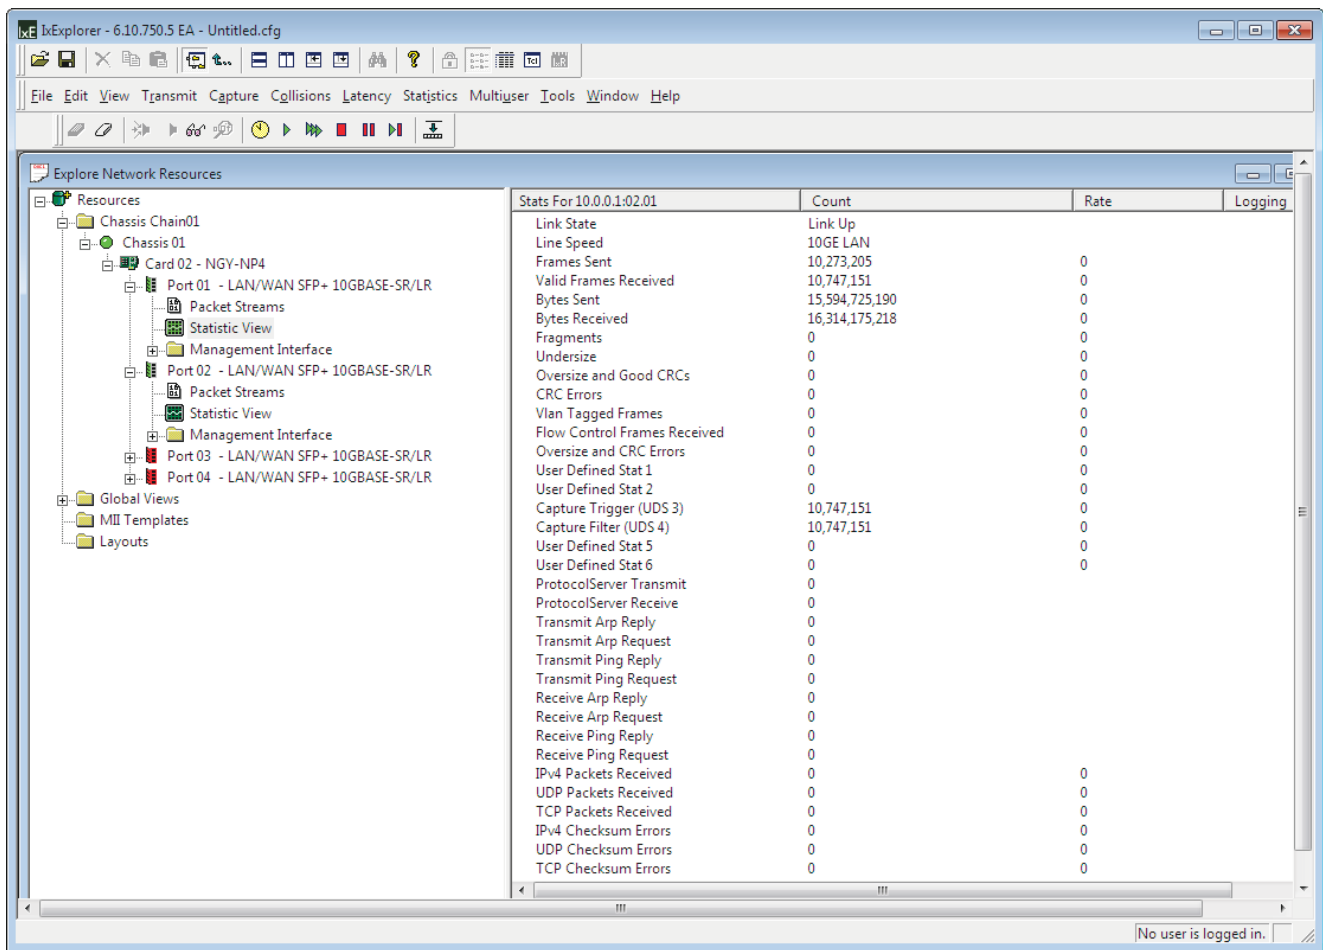 IxExplorer - 6.10.750.5 EA - Untitled.cfg
File Edit View Transmit Capture Collisions Latency Statistics Multiuser Tools Window Help
Explore Network Resources
Resources
Chassis Chain01
Chassis 01
Card 02 - NGY-NP4
Port 01 - LAN/WAN SFP+ 10GBASE-SR/LR
Packet Streams
Statistic View
Management Interface
Port 02 - LAN/WAN SFP+ 10GBASE-SR/LR
Packet Streams
Statistic View
Management Interface
Port 03 - LAN/WAN SFP+ 10GBASE-SR/LR
Port 04 - LAN/WAN SFP+ 10GBASE-SR/LR
Global Views
MII Templates
Layouts
Stats For 10.0.0.1:02.01 Count Rate Logging
Link State Link Up
Line Speed 10GE LAN
Frames Sent 10,273,205 0
Valid Frames Received 10,747,151 0
Bytes Sent 15,594,725,190 0
Bytes Received 16,314,175,218 0
Fragments 0 0
Undersize 0 0
Oversize and Good CRCs 0 0
CRC Errors 0 0
Vlan Tagged Frames 0 0
Flow Control Frames Received 0 0
Oversize and CRC Errors 0 0
User Defined Stat 1 0 0
User Defined Stat 2 0 0
Capture Trigger (UDS 3) 10,747,151 0
Capture Filter (UDS 4) 10,747,151 0
User Defined Stat 5 0 0
User Defined Stat 6 0 0
ProtocolServer Transmit 0
ProtocolServer Receive 0
Transmit Arp Reply 0
Transmit Arp Request 0
Transmit Ping Reply 0
Transmit Ping Request 0
Receive Arp Reply 0
Receive Arp Request 0
Receive Ping Reply 0
Receive Ping Request 0
IPv4 Packets Received 0 0
UDP Packets Received 0 0
TCP Packets Received 0 0
IPv4 Checksum Errors 0 0
UDP Checksum Errors 0 0
TCP Checksum Errors 0 0
No user is logged in.